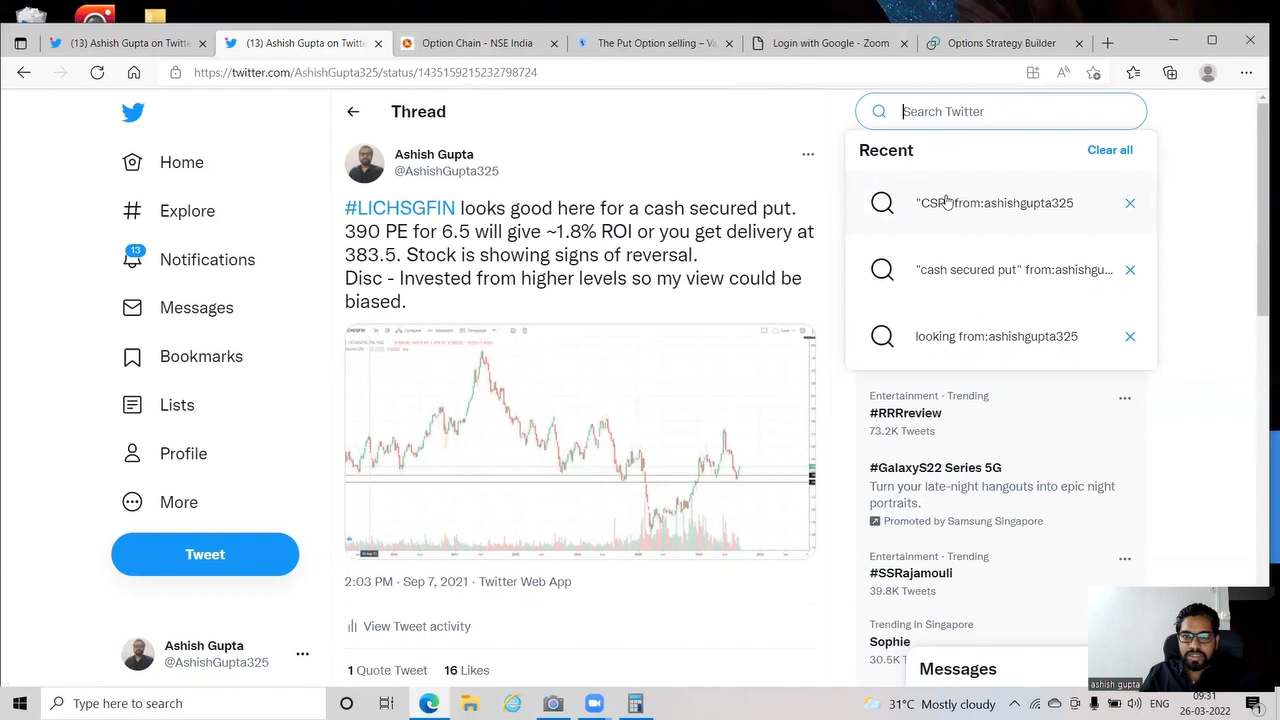 (13) Ashish Gupta on Twitte
(13) Ashish Gupta on Twitte
Option Chain - NSE India
The Put Option selling – Va
Login with Google - Zoom
Options Strategy Builder
https://twitter.com/AshishGupta325/status/1435159215232798724
Thread
Search Twitter
Recent
Clear all
"CSP" from:ashishgupta325
"cash secured put" from:ashishgu...
looking from:ashishgupta325
Home
Explore
13
Notifications
Messages
Bookmarks
Lists
Profile
More
Tweet
Ashish Gupta
@AshishGupta325
Ashish Gupta
@AshishGupta325
#LICHSGFIN looks good here for a cash secured put.
390 PE for 6.5 will give ~1.8% ROI or you get delivery at
383.5. Stock is showing signs of reversal.
Disc - Invested from higher levels so my view could be
biased.
2:03 PM · Sep 7, 2021 · Twitter Web App
View Tweet activity
1 Quote Tweet 16 Likes
Entertainment · Trending
#RRRreview
73.2K Tweets
#GalaxyS22 Series 5G
Turn your late-night hangouts into epic night
portraits.
Promoted by Samsung Singapore
Entertainment · Trending
#SSRajamouli
39.8K Tweets
Trending in Singapore
Sophie
30.5K
Messages
ashish gupta
Type here to search
31°C Mostly cloudy
ENG
09:31
26-03-2022
1